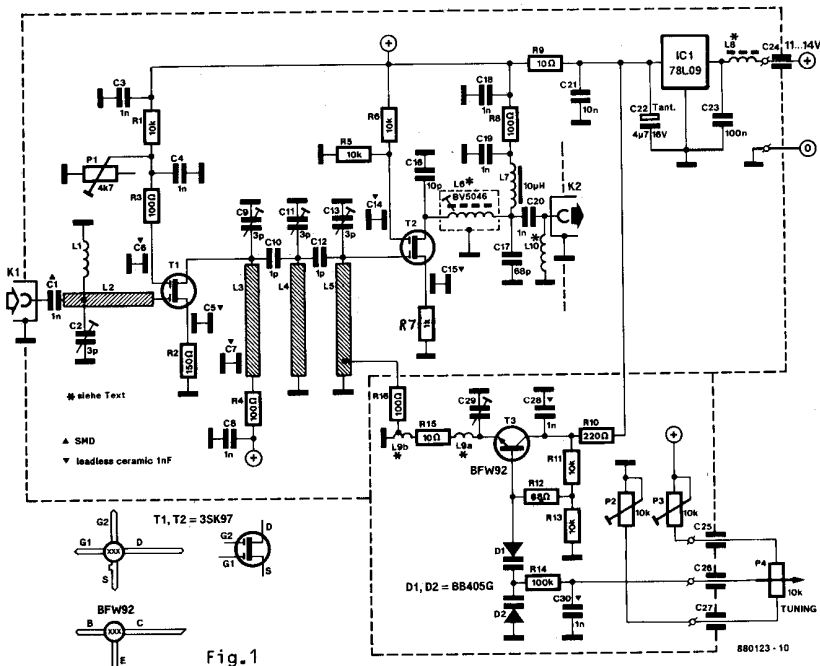 C3
1n
R1
10k
P1
4k7
C4
1n
R3
100Ω
L1
C6
K1
C1
1n
L2
C2
3p
T1
C5
R2
150Ω
* siehe Text
▲ SMD
▼ leadless ceramic 1nF
C9
3p
C11
3p
C13
3p
C10
1p
C12
1p
L3
L4
L5
C7
R4
100Ω
C8
1n
+
+
R6
10k
R5
10k
C14
C16
10p
T2
C15
R7
1k
L6*
BV5046
C18
1n
R8
100Ω
C19
1n
L7
10µH
C17
68p
C20
1n
* L10
K2
R9
10Ω
C21
10n
IC1
78L09
C22
Tant.
4µ7
16V
C23
100n
*
L8
C24
11...14V
+
0
R16
100Ω
L9b
*
R15
10Ω
L9a
*
C29
T3
BFW92
C28
1n
R10
220Ω
R11
10k
R12
68Ω
R13
10k
D1
D2
R14
100k
C30
1n
D1, D2 = BB405G
+
P2
10k
P3
10k
C25
C26
C27
P4
10k
TUNING
T1, T2 = 3SK97
G2
G1
XXX
D
S
G2
G1
D
S
BFW92
B
XXX
C
E
Fig.1
880123 - 10